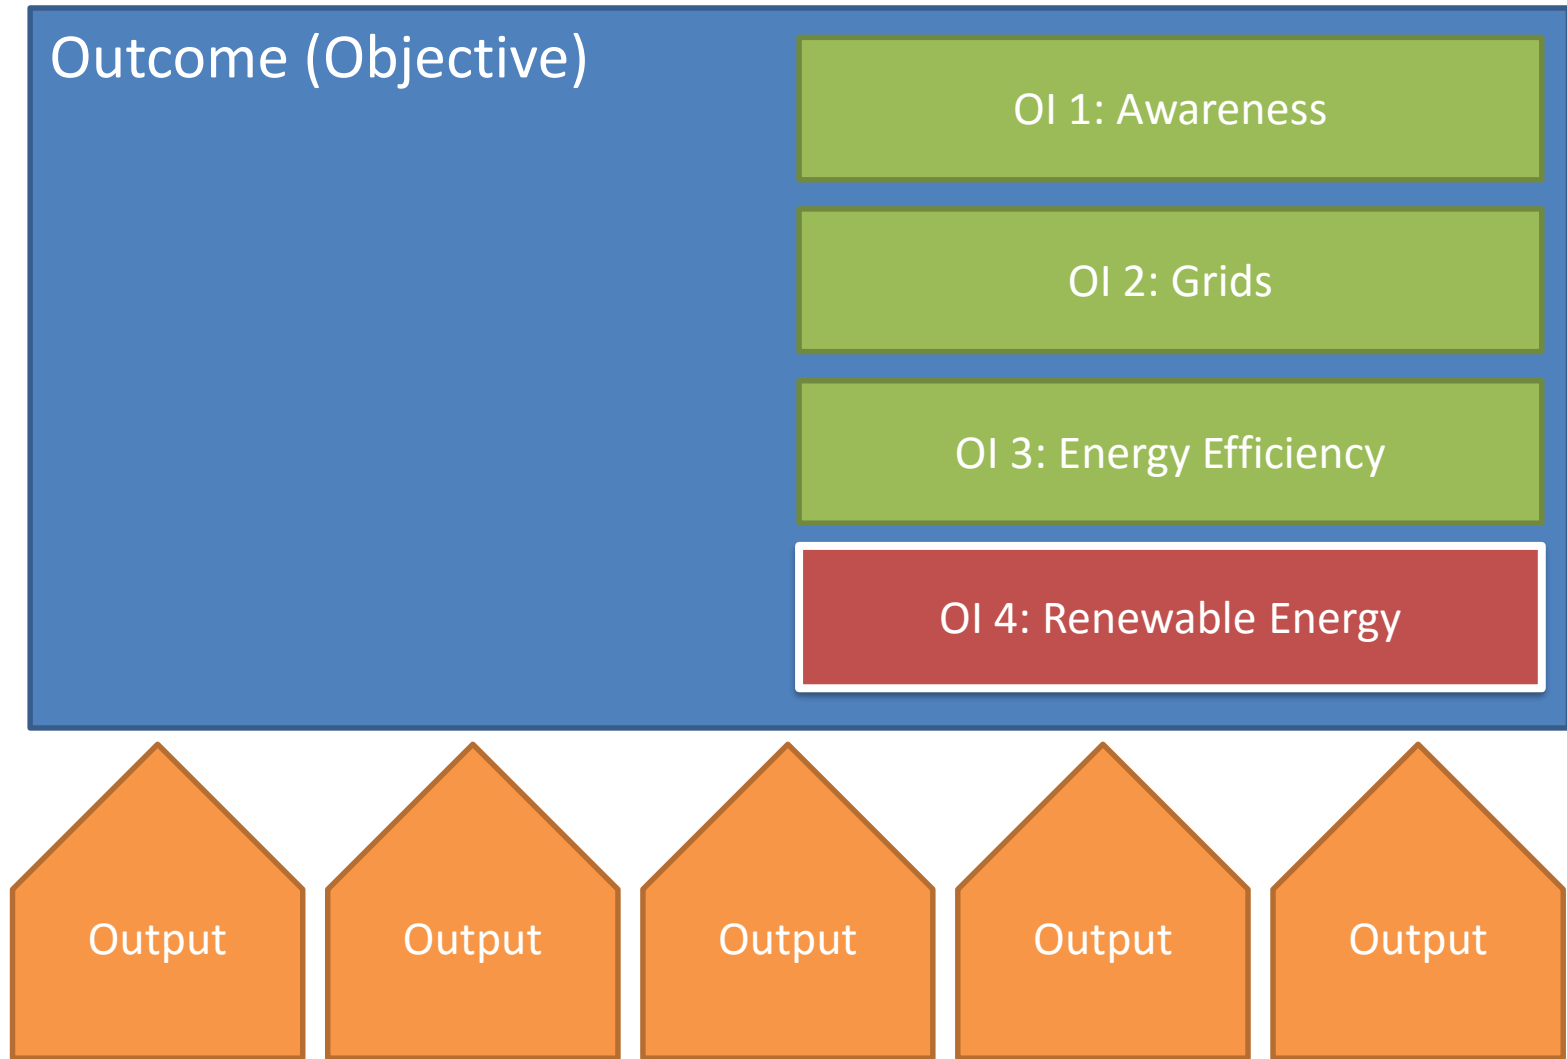 Outcome (Objective)
OI 1: Awareness
OI 2: Grids
OI 3: Energy Efficiency
OI 4: Renewable Energy
Output
Output
Output
Output
Output